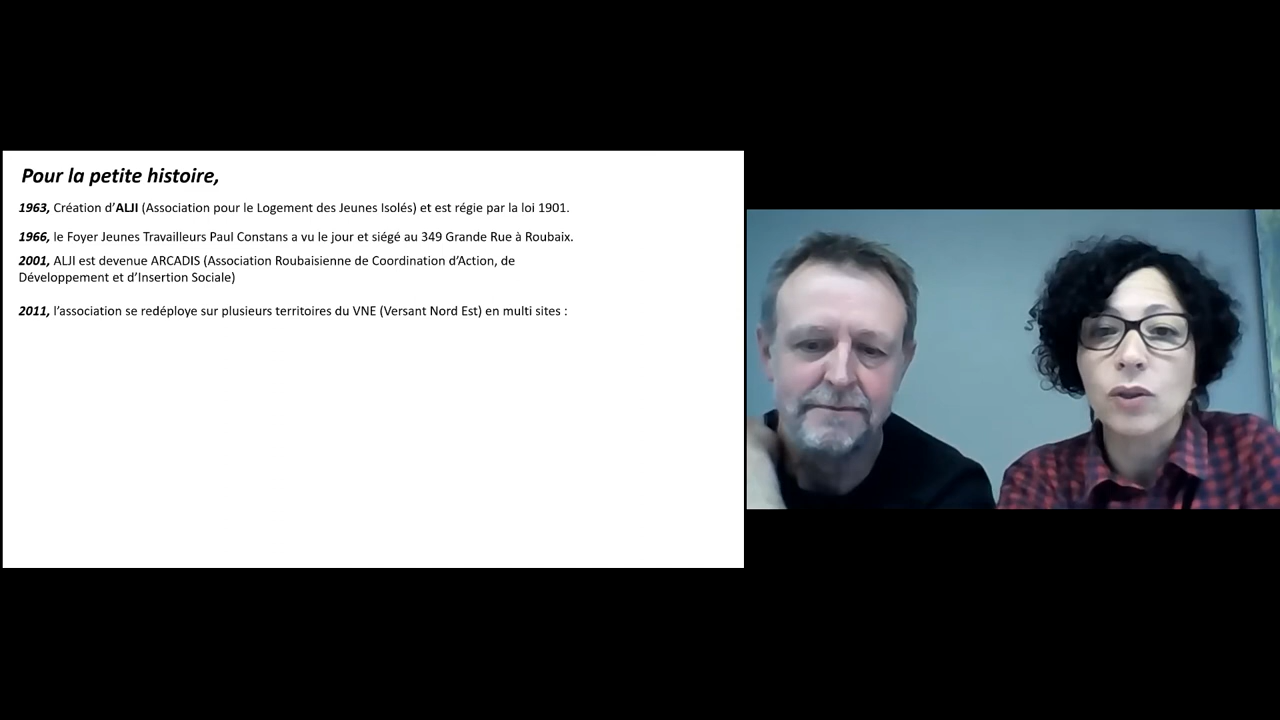 Pour la petite histoire,
1963, Création d’ALJI (Association pour le Logement des Jeunes Isolés) et est régie par la loi 1901.
1966, le Foyer Jeunes Travailleurs Paul Constans a vu le jour et siégé au 349 Grande Rue à Roubaix.
2001, ALJI est devenue ARCADIS (Association Roubaisienne de Coordination d’Action, de
Développement et d’Insertion Sociale)
2011, l’association se redéploye sur plusieurs territoires du VNE (Versant Nord Est) en multi sites :